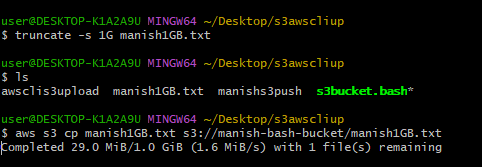 user@DESKTOP-K1A2A9U MINGW64 ~/Desktop/s3awscliup
$ truncate -s 1G manish1GB.txt
user@DESKTOP-K1A2A9U MINGW64 ~/Desktop/s3awscliup
$ ls
awsclis3upload manish1GB.txt manishs3push s3bucket.bash*
user@DESKTOP-K1A2A9U MINGW64 ~/Desktop/s3awscliup
$ aws s3 cp manish1GB.txt s3://manish-bash-bucket/manish1GB.txt
Completed 29.0 MiB/1.0 GiB (1.6 MiB/s) with 1 file(s) remaining